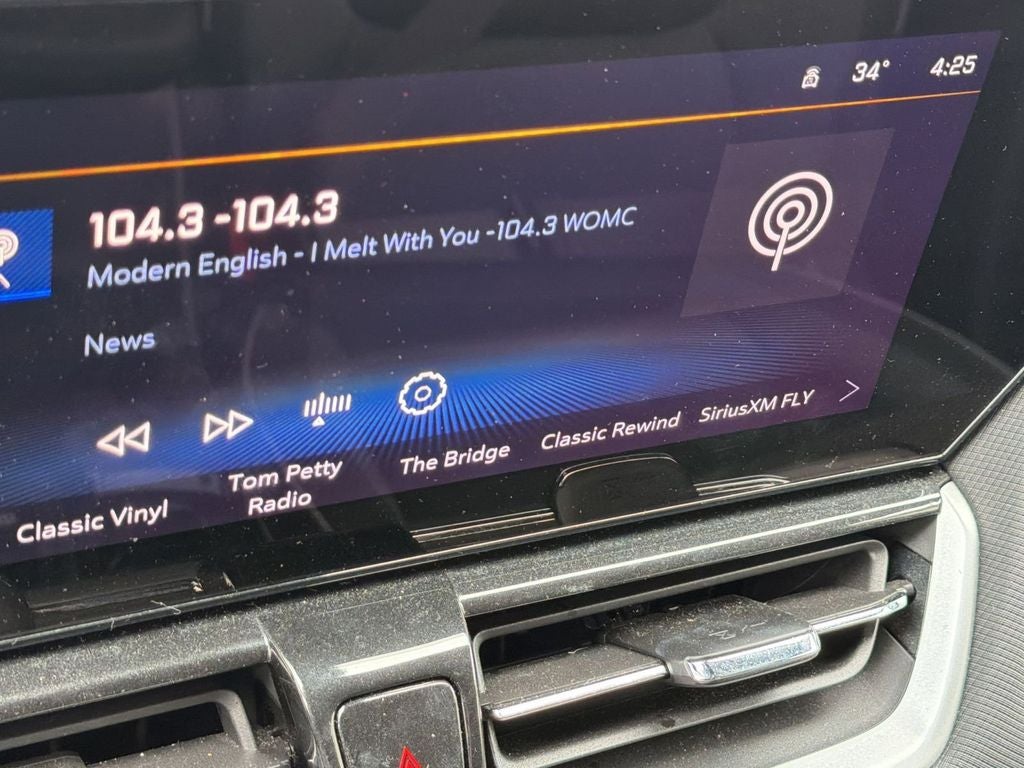 34° 4:25
104.3 -104.3
Modern English - I Melt With You -104.3 WOMC
News
Classic Vinyl
Tom Petty
Radio
The Bridge
Classic Rewind
SiriusXM FLY